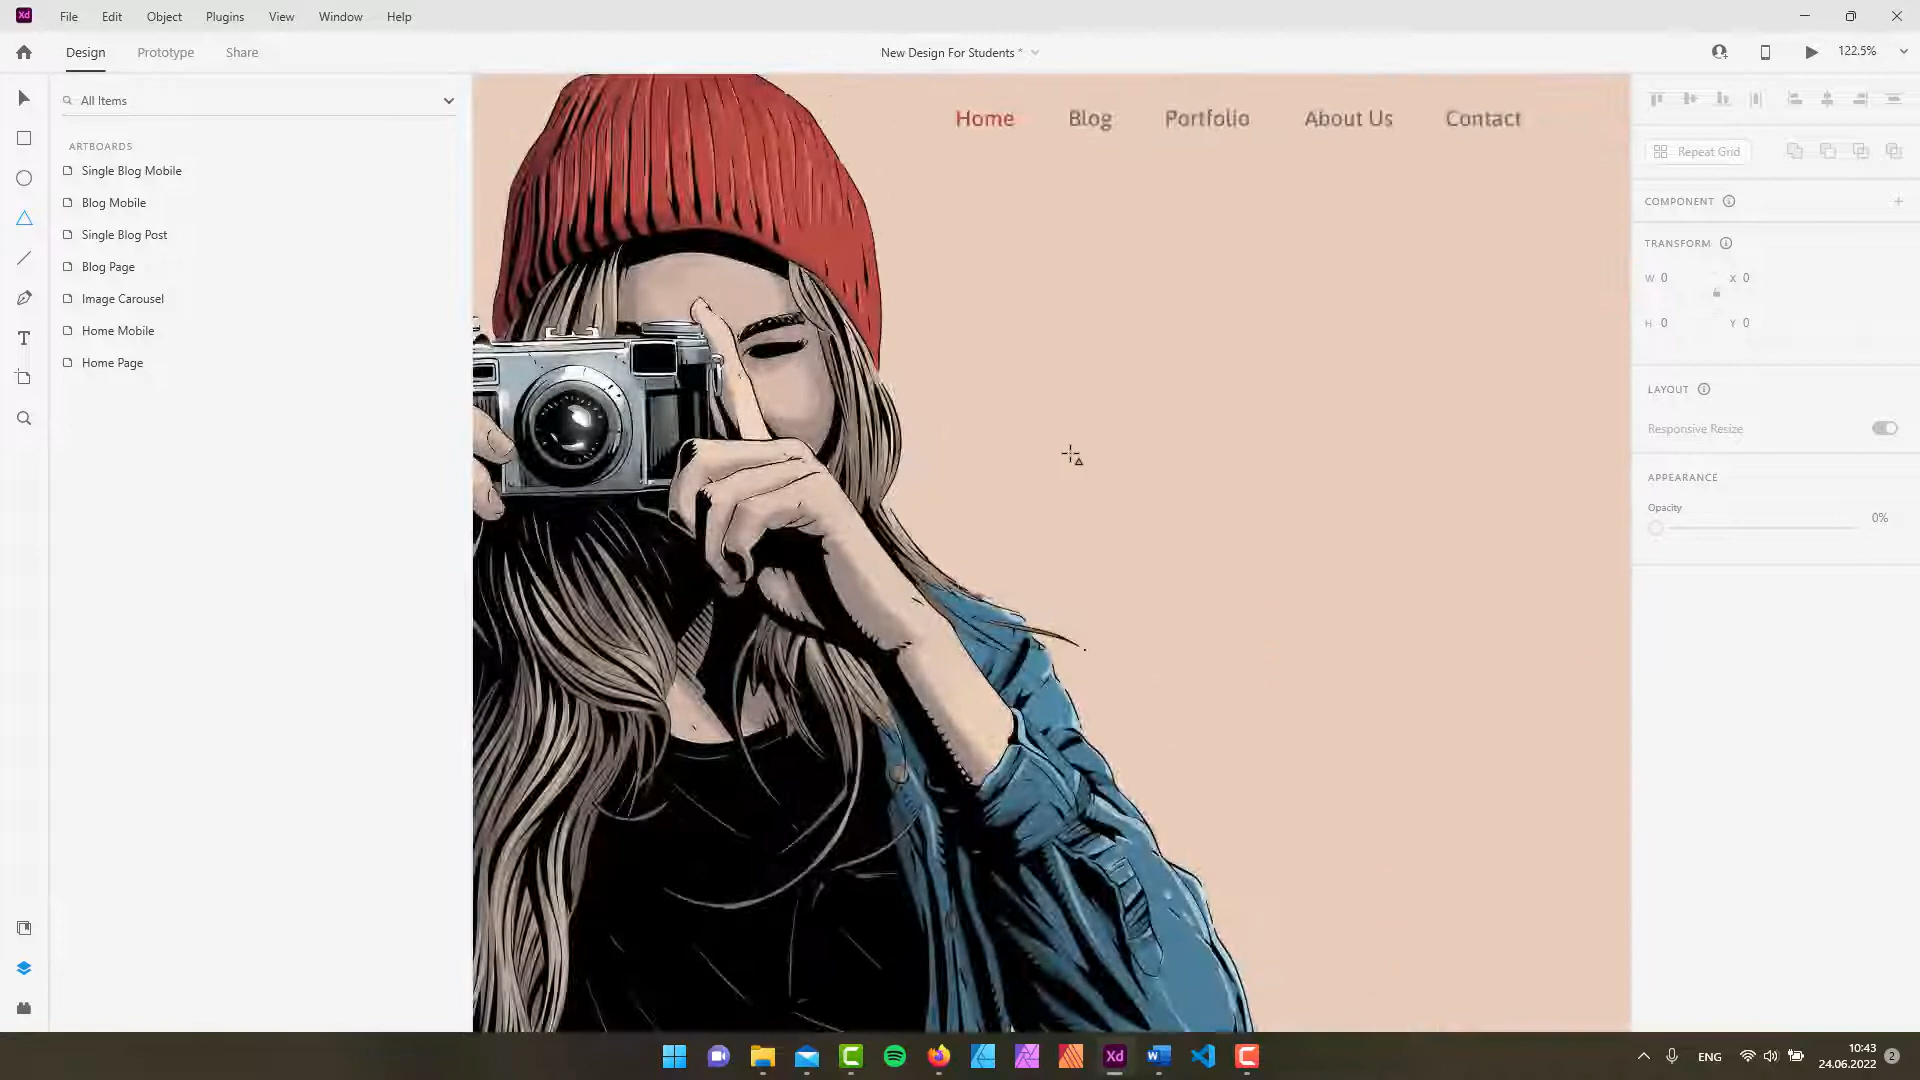 Xd File Edit Object Plugins View Window Help
Design Prototype Share New Design For Students * 122.5%
All Items
ARTBOARDS
Single Blog Mobile
Blog Mobile
Single Blog Post
Blog Page
Image Carousel
Home Mobile
Home Page
T
Home Blog Portfolio About Us Contact
Repeat Grid
COMPONENT
TRANSFORM
W 0 X 0
H 0 Y 0
LAYOUT
Responsive Resize
APPEARANCE
Opacity
0%
Xd
ENG
10:43
24.06.2022
2